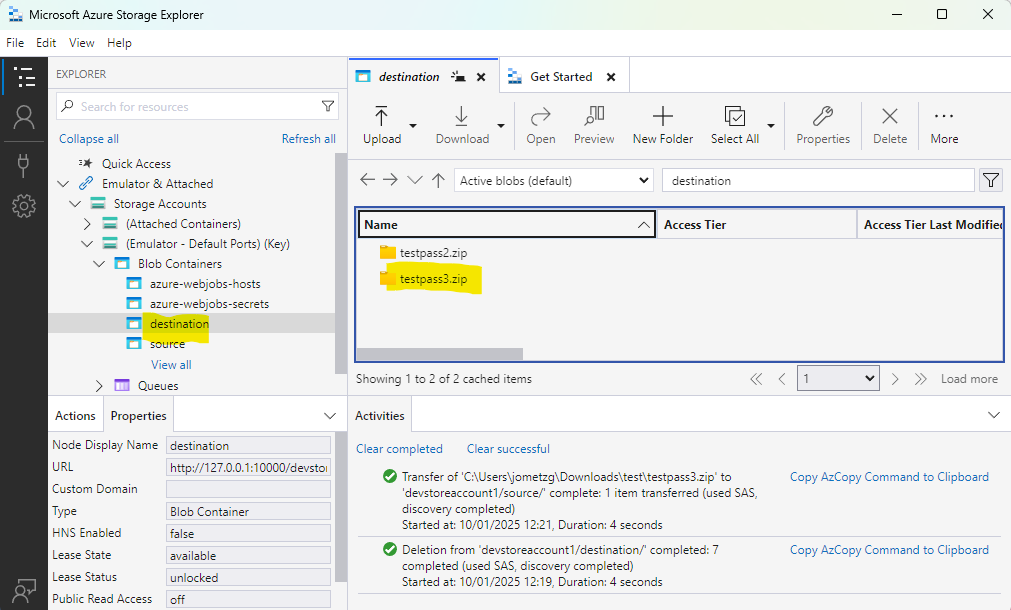 Microsoft Azure Storage Explorer
File Edit View Help
EXPLORER
Search for resources
Collapse all Refresh all
Quick Access
Emulator & Attached
Storage Accounts
(Attached Containers)
(Emulator - Default Ports) (Key)
Blob Containers
azure-webjobs-hosts
azure-webjobs-secrets
destination
source
View all
Queues
Actions Properties
Node Display Name destination
URL http://127.0.0.1:10000/devsto
Custom Domain
Type Blob Container
HNS Enabled false
Lease State available
Lease Status unlocked
Public Read Access off
destination Get Started
Upload Download Open Preview New Folder Select All Properties Delete More
Active blobs (default) destination
Name Access Tier Access Tier Last Modified
testpass2.zip
testpass3.zip
Showing 1 to 2 of 2 cached items 1 Load more
Activities
Clear completed Clear successful
Transfer of 'C:\Users\jometzg\Downloads\test\testpass3.zip' to Copy AzCopy Command to Clipboard
'devstoreaccount1/source/' complete: 1 item transferred (used SAS,
discovery completed)
Started at: 10/01/2025 12:21, Duration: 4 seconds
Deletion from 'devstoreaccount1/destination/' completed: 7 Copy AzCopy Command to Clipboard
completed (used SAS, discovery completed)
Started at: 10/01/2025 12:19, Duration: 4 seconds